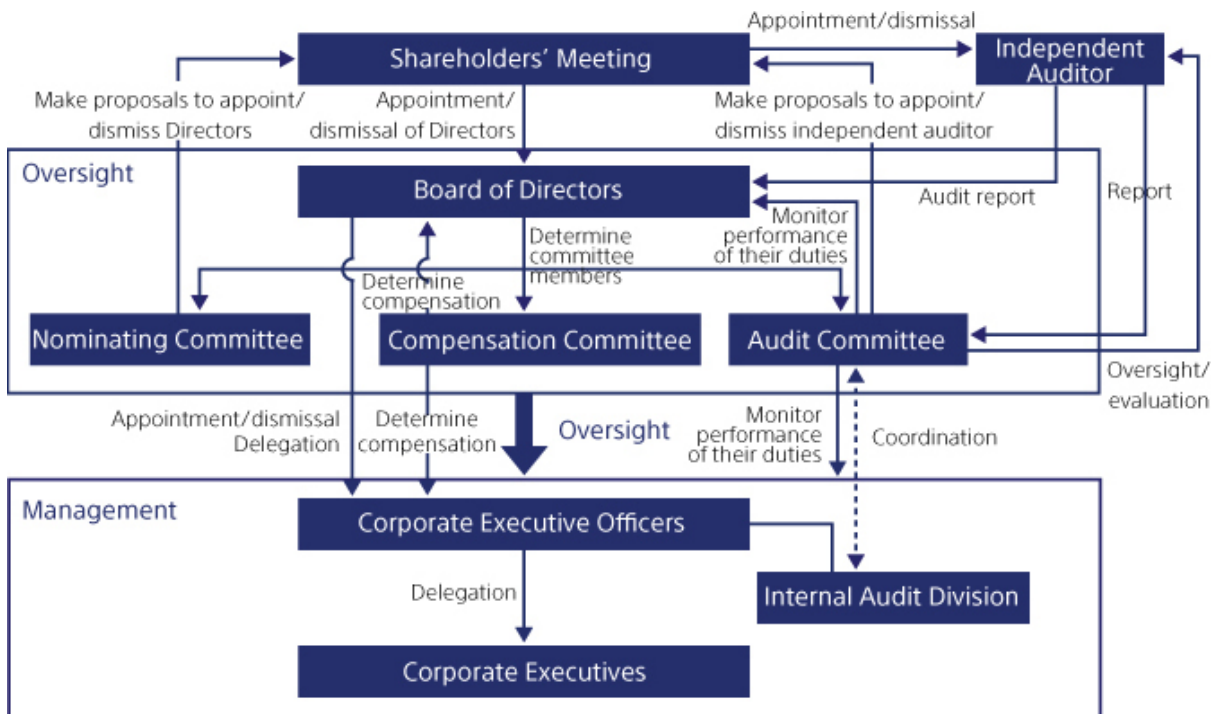 Appointment/dismissal
Shareholders' Meeting
Independent
Auditor
Make proposals to appoint/
dismiss Directors
Appointment/
dismissal of Directors
Make proposals to appoint/
dismiss independent auditor
Oversight
Board of Directors
Audit report
Report
Determine
committee
members
Monitor
performance
of their duties
Determine
compensation
Nominating Committee
Compensation Committee
Audit Committee
Oversight/
evaluation
Appointment/dismissal
Delegation
Determine
compensation
Oversight
Monitor
performance
of their duties
Coordination
Management
Corporate Executive Officers
Delegation
Internal Audit Division
Corporate Executives